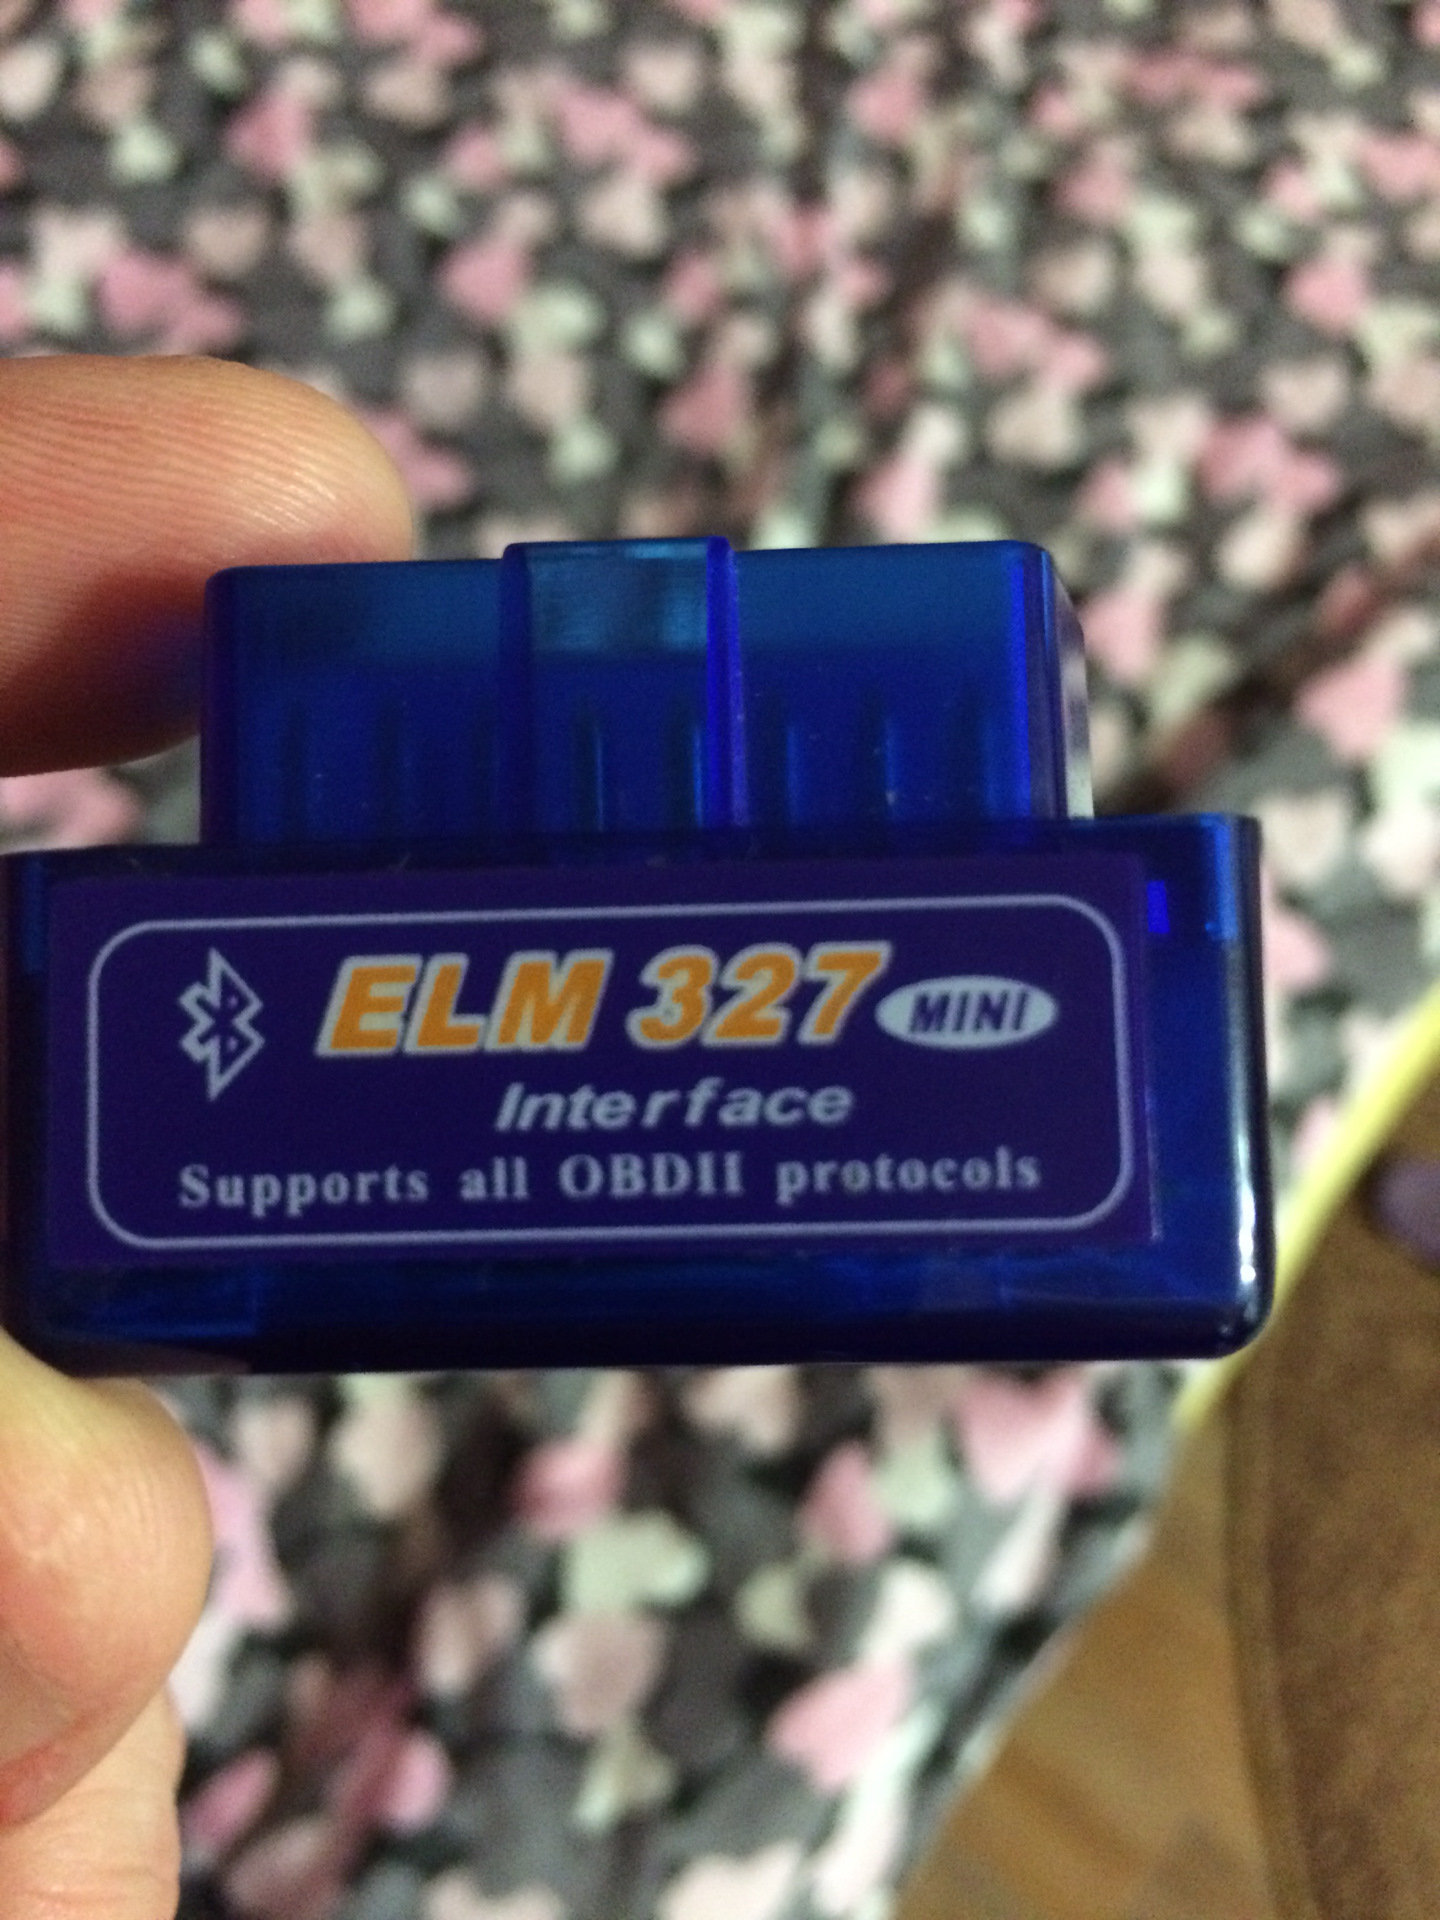 ELM 327 MINI
Interface
Supports all OBDII protocols